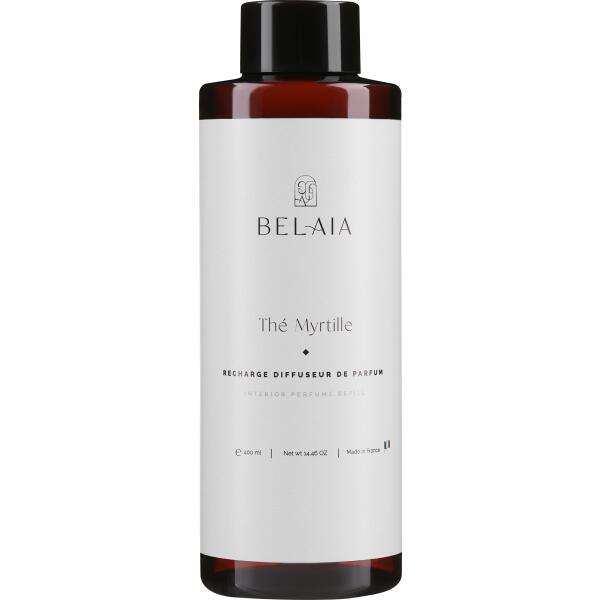 BELAIA
Thé Myrtille
RECHARGE DIFFUSEUR DE PARFUM
INTERIOR PERFUME REFILL
℮ 400 ml | Net wt 14.46 OZ | Made in France